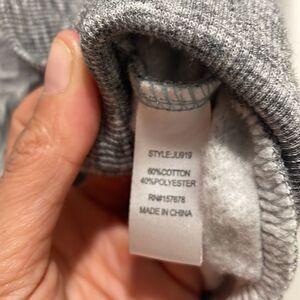 STYLE:JU919
60%COTTON
40%POLYESTER
RN#157678
MADE IN CHINA